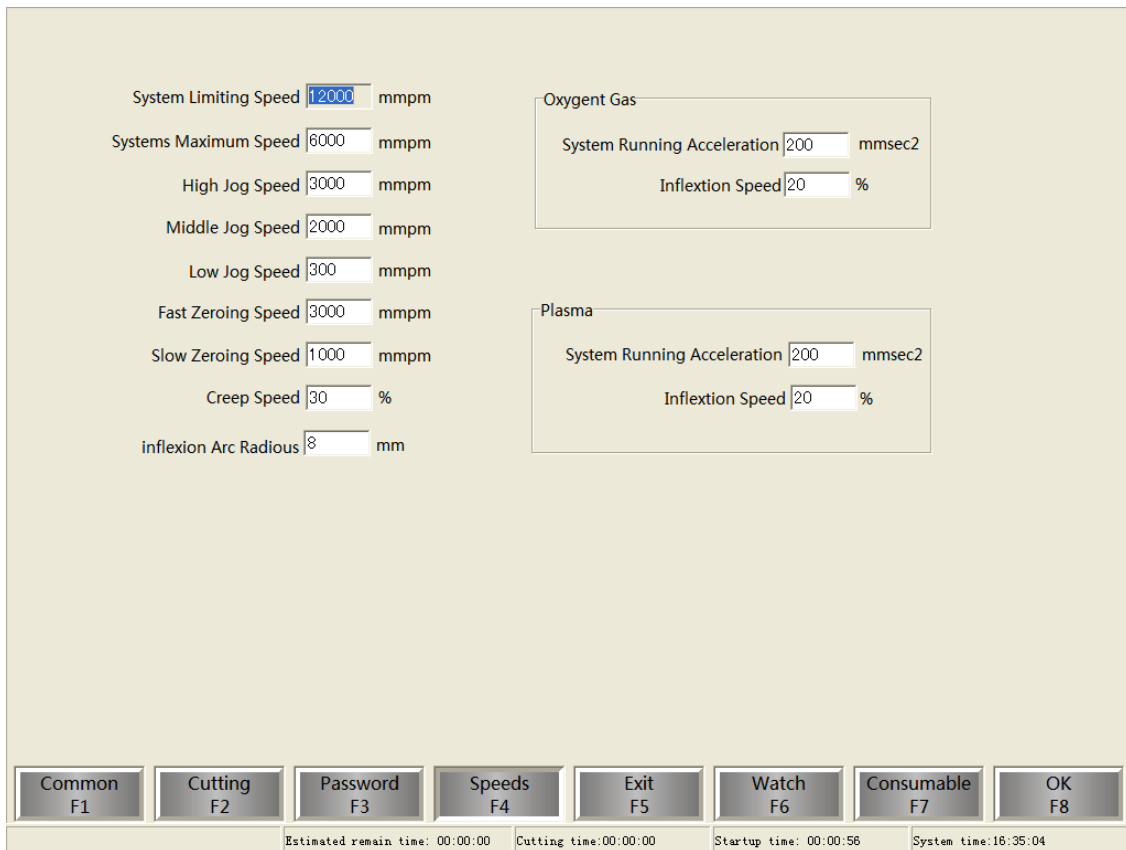 System Limiting Speed 12000 mmpm
Systems Maximum Speed 6000 mmpm
High Jog Speed 3000 mmpm
Middle Jog Speed 2000 mmpm
Low Jog Speed 300 mmpm
Fast Zeroing Speed 3000 mmpm
Slow Zeroing Speed 1000 mmpm
Creep Speed 30 %
inflexion Arc Radious 8 mm
Oxygent Gas
System Running Acceleration 200 mmsec2
Inflextion Speed 20 %
Plasma
System Running Acceleration 200 mmsec2
Inflextion Speed 20 %
Common Cutting Password Speeds Exit Watch Consumable OK
F1 F2 F3 F4 F5 F6 F7 F8
Estimated remain time: 00:00:00 Cutting time:00:00:00 Startup time: 00:00:56 System time:16:35:04